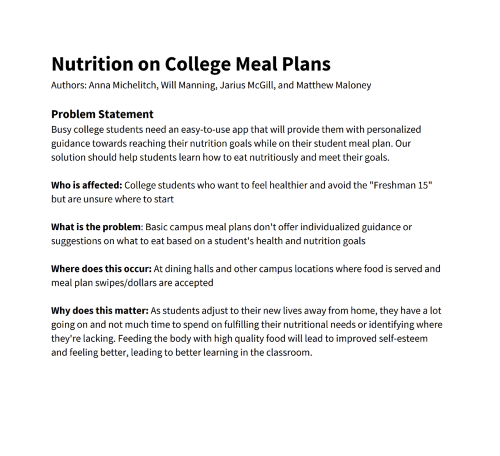 Nutrition on College Meal Plans
Authors: Anna Michelitch, Will Manning, Jarius McGill, and Matthew Maloney
Problem Statement
Busy college students need an easy-to-use app that will provide them with personalized
guidance towards reaching their nutrition goals while on their student meal plan. Our
solution should help students learn how to eat nutritiously and meet their goals.
Who is affected: College students who want to feel healthier and avoid the "Freshman 15"
but are unsure where to start
What is the problem: Basic campus meal plans don't offer individualized guidance or
suggestions on what to eat based on a student's health and nutrition goals
Where does this occur: At dining halls and other campus locations where food is served and
meal plan swipes/dollars are accepted
Why does this matter: As students adjust to their new lives away from home, they have a lot
going on and not much time to spend on fulfilling their nutritional needs or identifying where
they're lacking. Feeding the body with high quality food will lead to improved self-esteem
and feeling better, leading to better learning in the classroom.